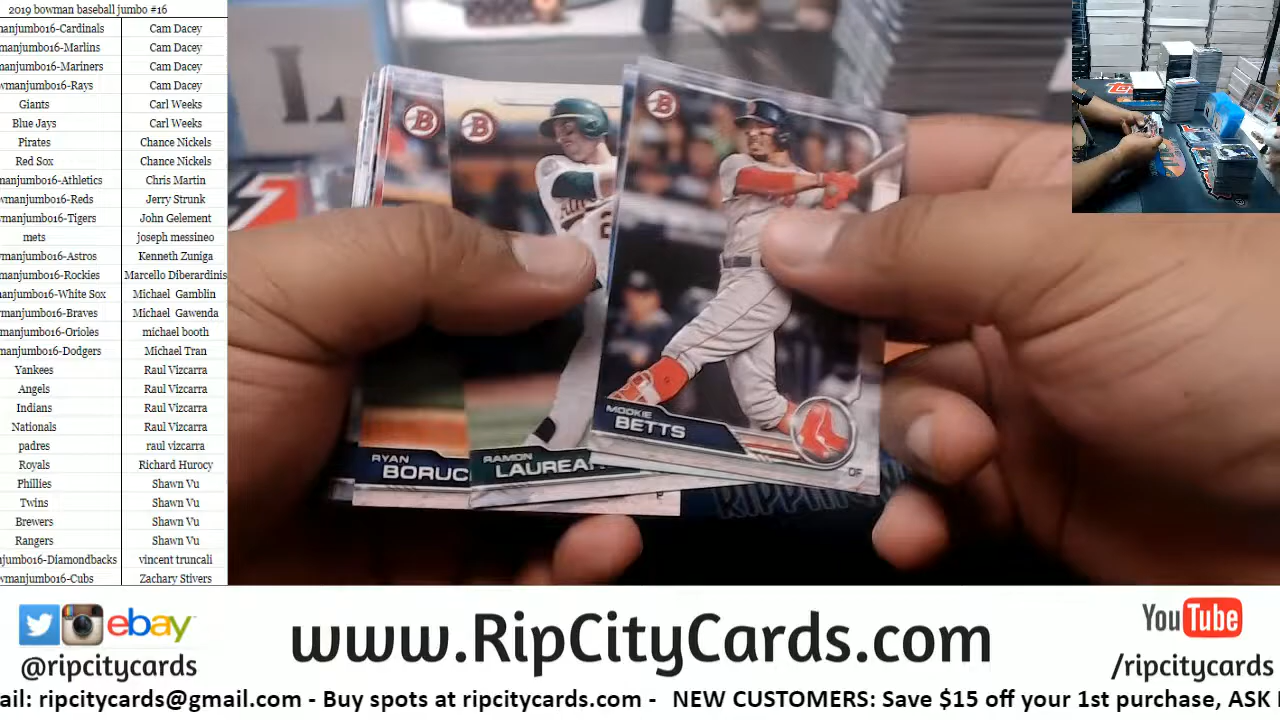 2019 bowman baseball jumbo #16
manjumbo16-Cardinals Cam Dacey
manjumbo16-Marlins Cam Dacey
manjumbo16-Mariners Cam Dacey
wmanjumbo16-Rays Cam Dacey
Giants Carl Weeks
Blue Jays Carl Weeks
Pirates Chance Nickels
Red Sox Chance Nickels
manjumbo16-Athletics Chris Martin
wmanjumbo16-Reds Jerry Strunk
wmanjumbo16-Tigers John Gelement
mets joseph messineo
wmanjumbo16-Astros Kenneth Zuniga
manjumbo16-Rockies Marcello Diberardinis
manjumbo16-White Sox Michael Gamblin
manjumbo16-Braves Michael Gawenda
manjumbo16-Orioles michael booth
manjumbo16-Dodgers Michael Tran
Yankees Raul Vizcarra
Angels Raul Vizcarra
Indians Raul Vizcarra
Nationals Raul Vizcarra
padres raul vizcarra
Royals Richard Hurocy
Phillies Shawn Vu
Twins Shawn Vu
Brewers Shawn Vu
Rangers Shawn Vu
njumbo16-Diamondbacks vincent truncali
wmanjumbo16-Cubs Zachary Stivers
B
B
B
RYAN
BORUC
RAMON
LAUREAN
MOOKIE
BETTS
OF
ebay
@ripcitycards
www.RipCityCards.com
YouTube
/ripcitycards
ail: ripcitycards@gmail.com - Buy spots at ripcitycards.com - NEW CUSTOMERS: Save $15 off your 1st purchase, ASK